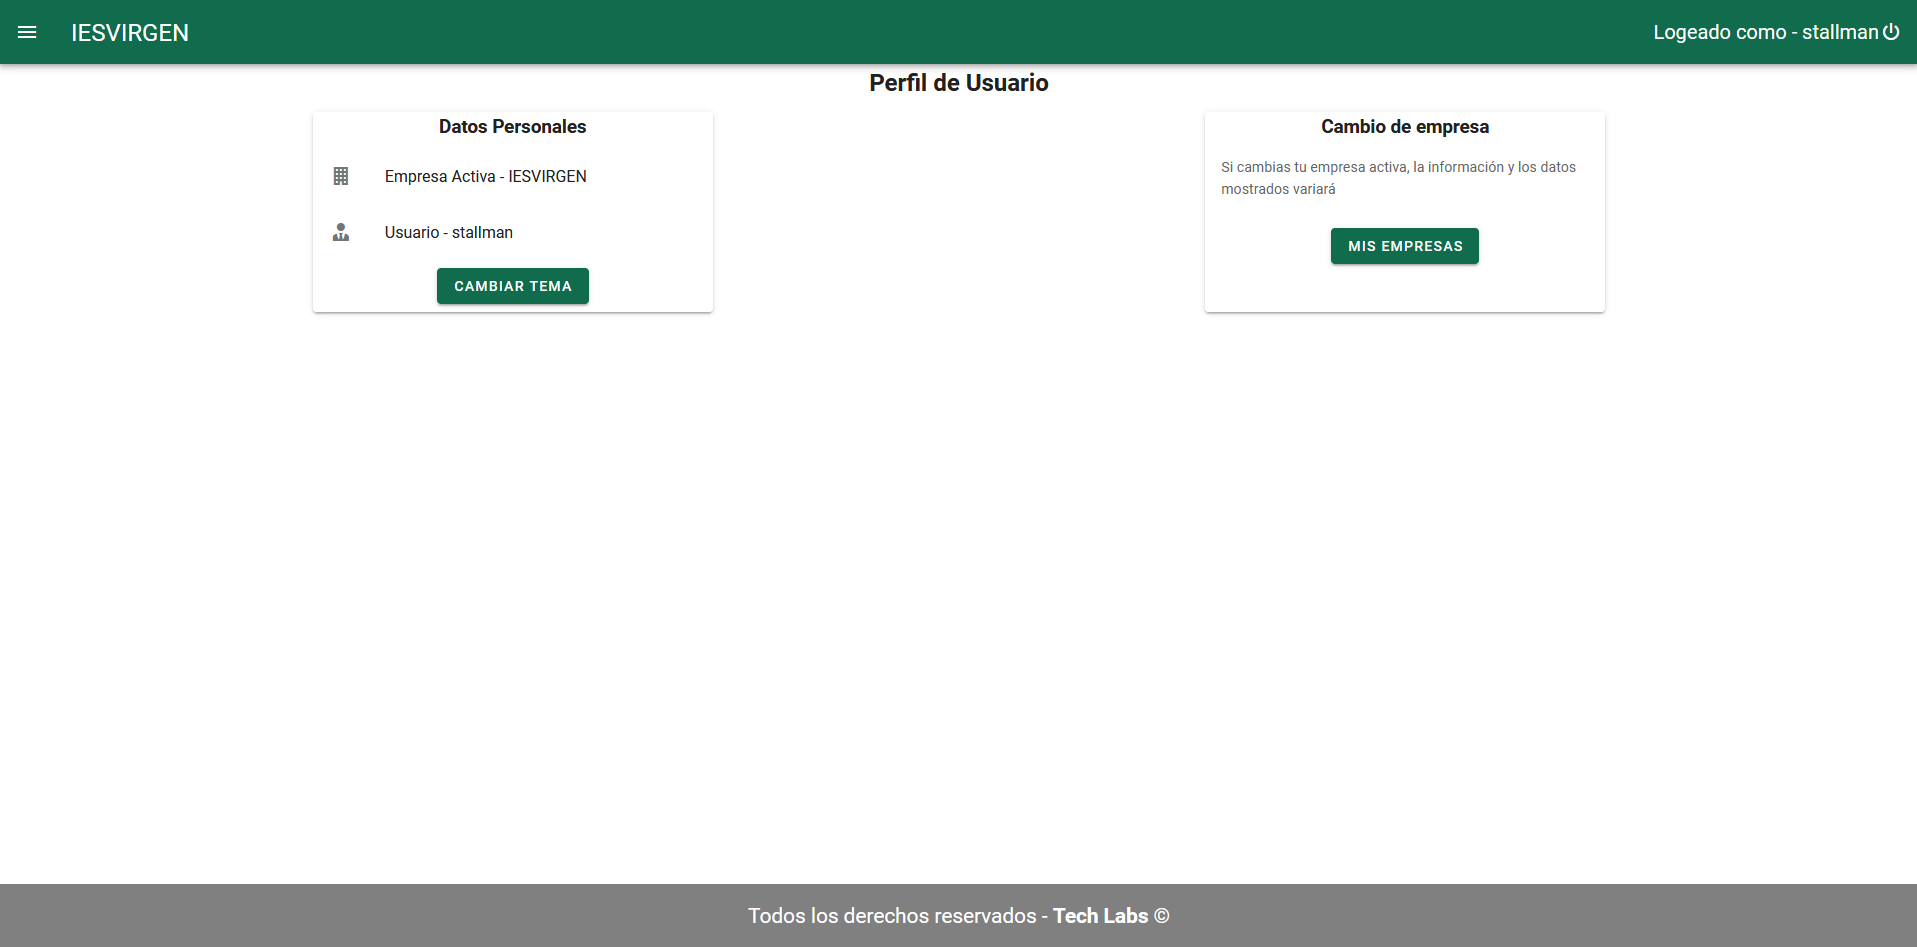 IESVIRGEN
Logeado como - stallman
Perfil de Usuario
Datos Personales
Empresa Activa - IESVIRGEN
Usuario - stallman
CAMBIAR TEMA
Cambio de empresa
Si cambias tu empresa activa, la información y los datos
mostrados variará
MIS EMPRESAS
Todos los derechos reservados - Tech Labs ©